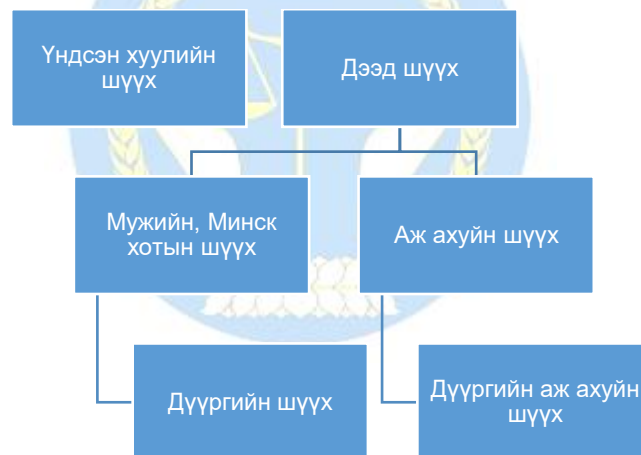 Үндсэн хуулийн
шүүх
Дээд шүүх
Мужийн, Минск
хотын шүүх
Аж ахуйн шүүх
Дүүргийн шүүх
Дүүргийн аж ахуйн
шүүх